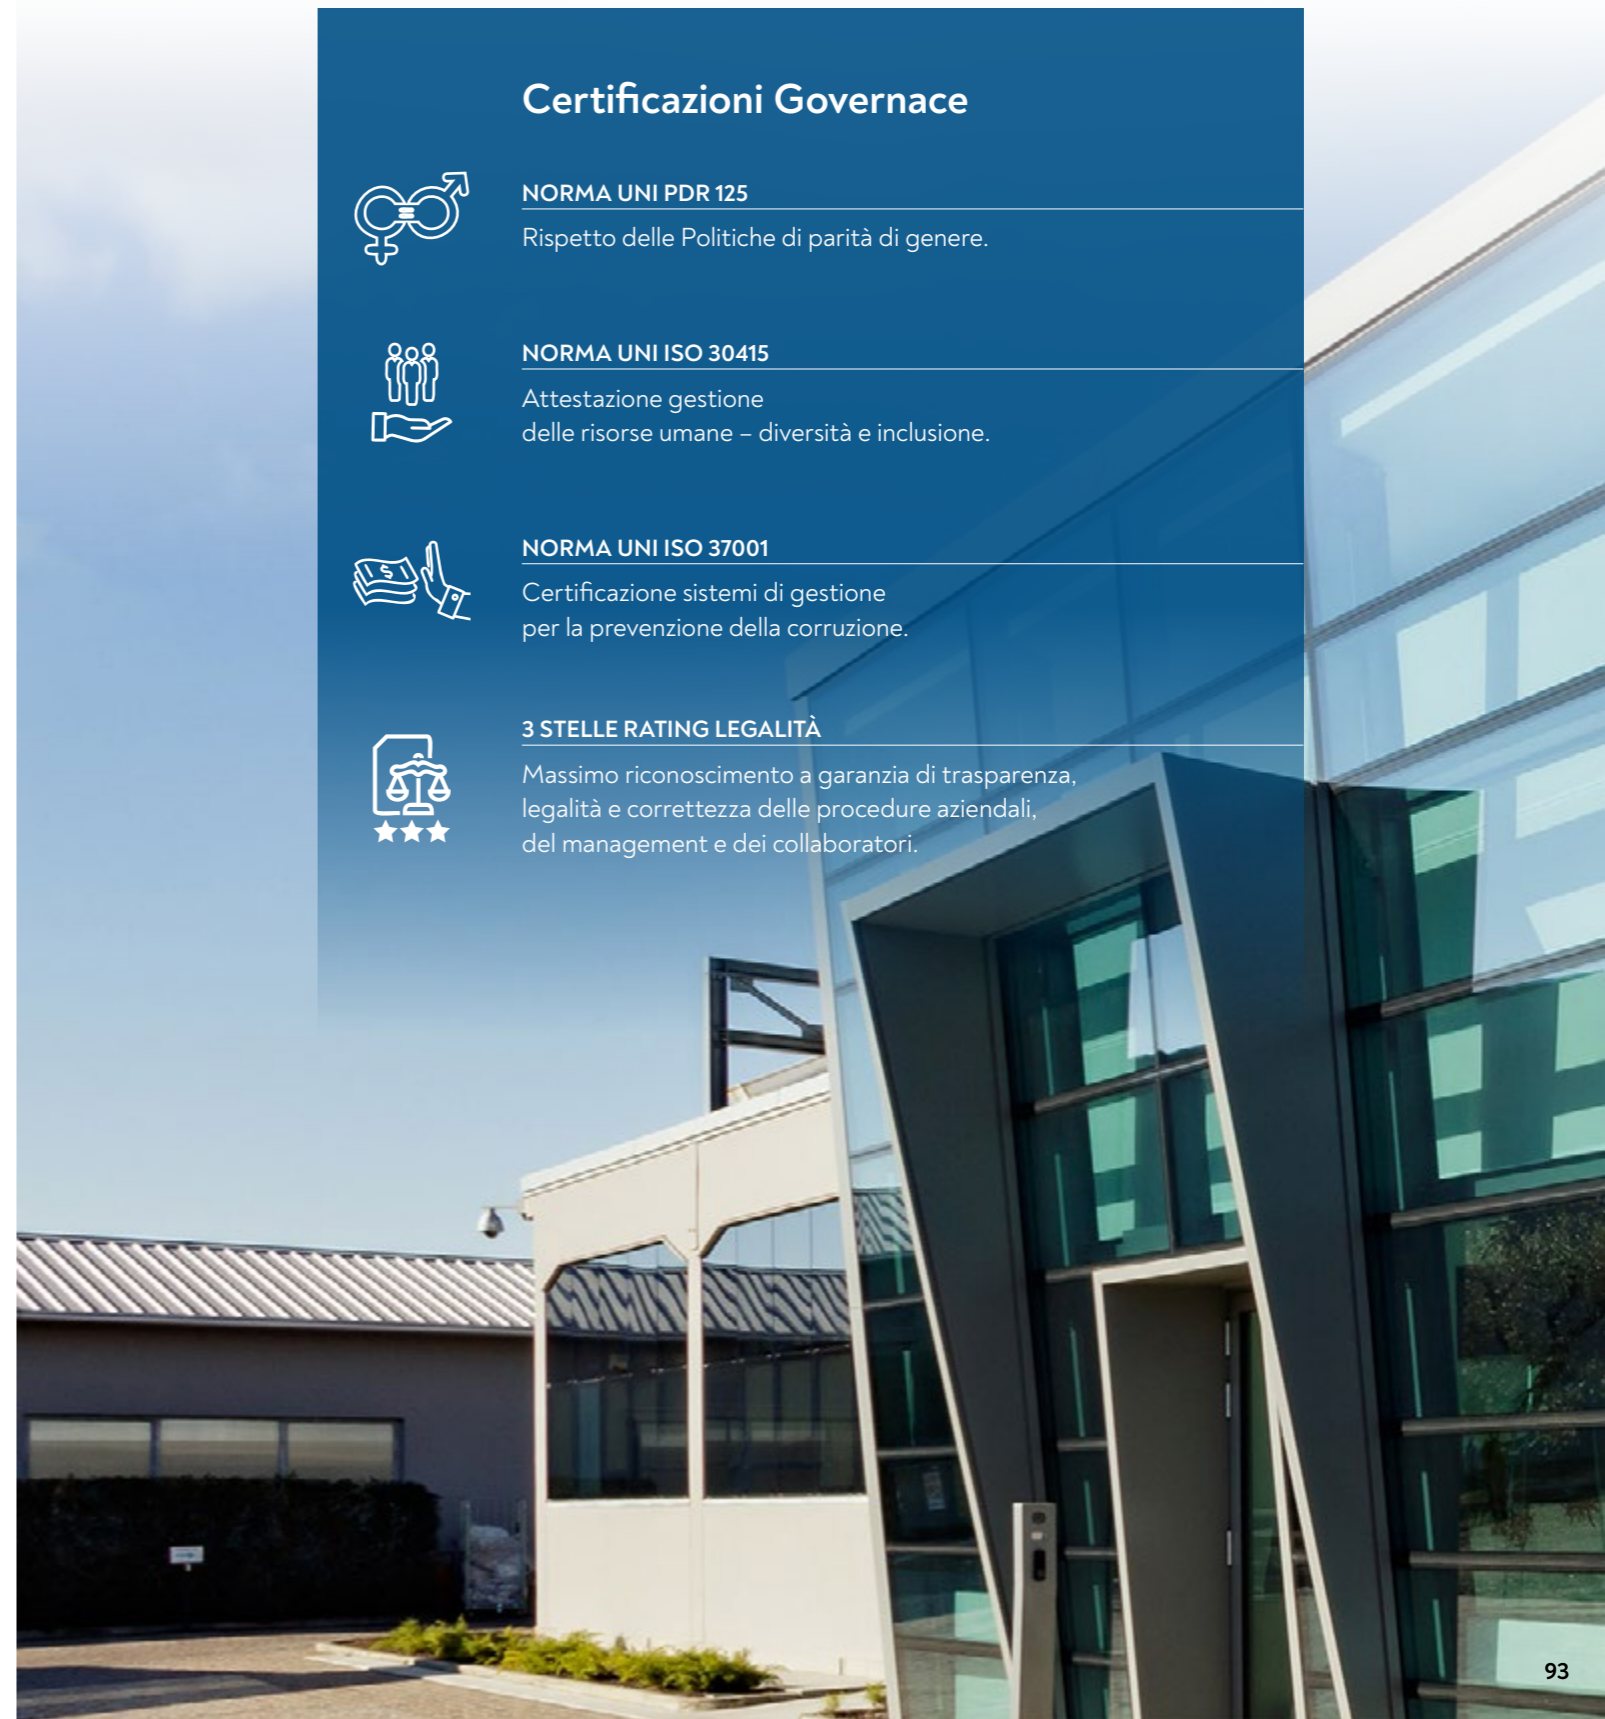 Certificazioni Governace
NORMA UNI PDR 125
Rispetto delle Politiche di parità di genere.
NORMA UNI ISO 30415
Attestazione gestione
delle risorse umane – diversità e inclusione.
NORMA UNI ISO 37001
Certificazione sistemi di gestione
per la prevenzione della corruzione.
3 STELLE RATING LEGALITÀ
Massimo riconoscimento a garanzia di trasparenza,
legalità e correttezza delle procedure aziendali,
del management e dei collaboratori.
93